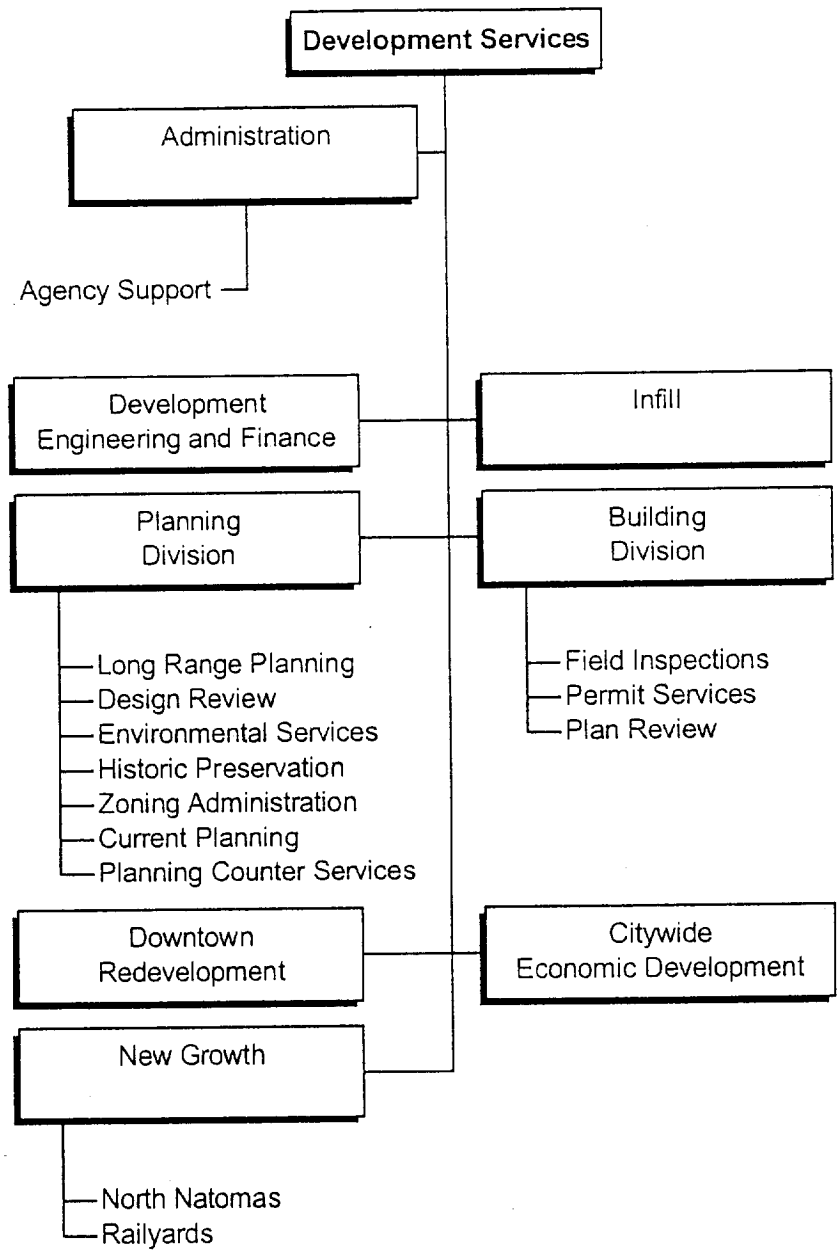 Development Services
Administration
Agency Support
Development
Engineering and Finance
Infill
Planning
Division
Building
Division
Long Range Planning
Design Review
Environmental Services
Historic Preservation
Zoning Administration
Current Planning
Planning Counter Services
Field Inspections
Permit Services
Plan Review
Downtown
Redevelopment
Citywide
Economic Development
New Growth
North Natomas
Railyards